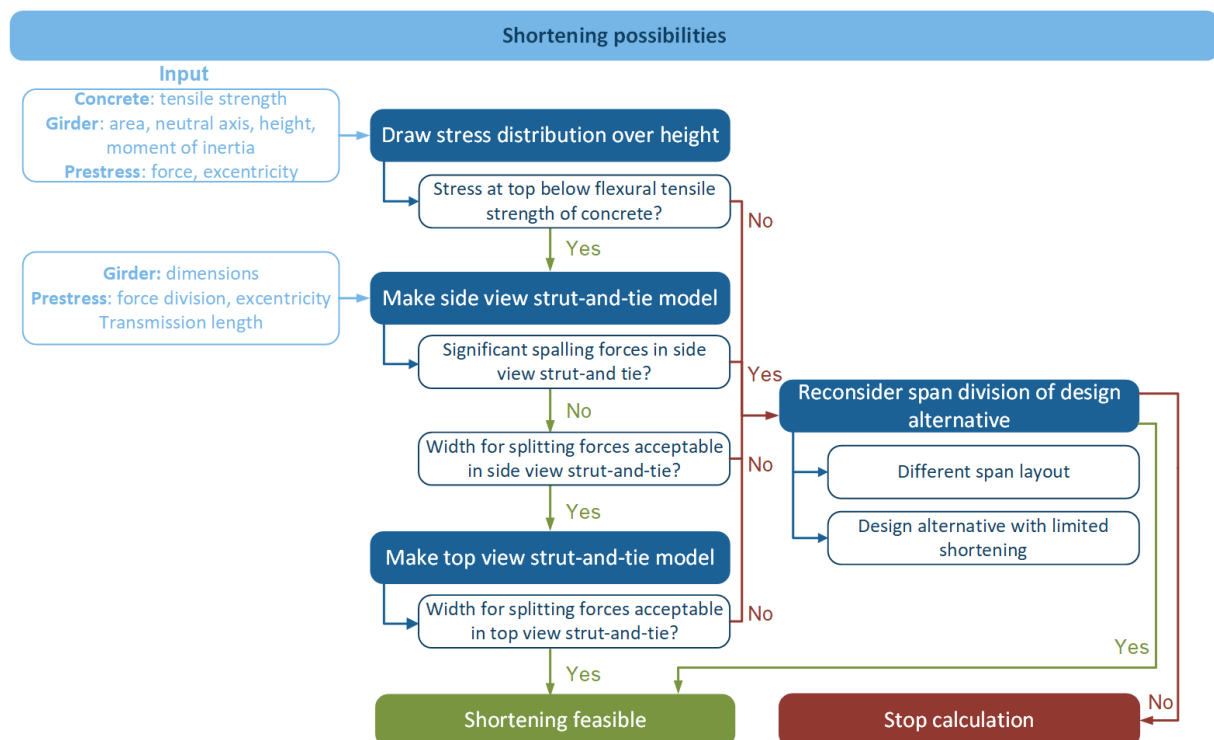 Shortening possibilities
Input
Concrete: tensile strength
Girder: area, neutral axis, height,
moment of inertia
Prestress: force, excentricity
Draw stress distribution over height
Stress at top below flexural tensile
strength of concrete?
No
Yes
Girder: dimensions
Prestress: force division, excentricity
Transmission length
Make side view strut-and-tie model
Significant spalling forces in side
view strut-and tie?
Yes
No
Reconsider span division of design
alternative
Width for splitting forces acceptable
in side view strut-and-tie?
No
Different span layout
Yes
Design alternative with limited
shortening
Make top view strut-and-tie model
Width for splitting forces acceptable
in top view strut-and-tie?
No
Yes
Yes
Shortening feasible
Stop calculation
No